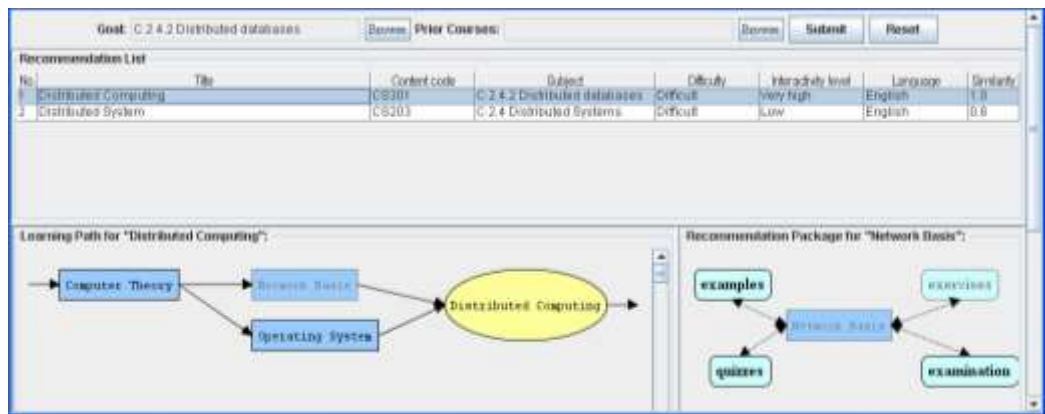 Goal: C.2.4.2 Distributed databases Browse Prior Courses: Browse Submit Reset
Recommendation List
No. Title Content code Subject Difficulty Interactivity level Language Similarity
1 Distributed Computing CS301 C.2.4.2 Distributed databases Difficult Very high English 1.0
2 Distributed System CS203 C.2.4 Distributed Systems Difficult Low English 0.6
Learning Path for "Distributed Computing":
Computer Theory
Network Basis
Operating System
Distributed Computing
Recommendation Package for "Network Basis":
examples
exercises
Network Basis
quizzes
examination